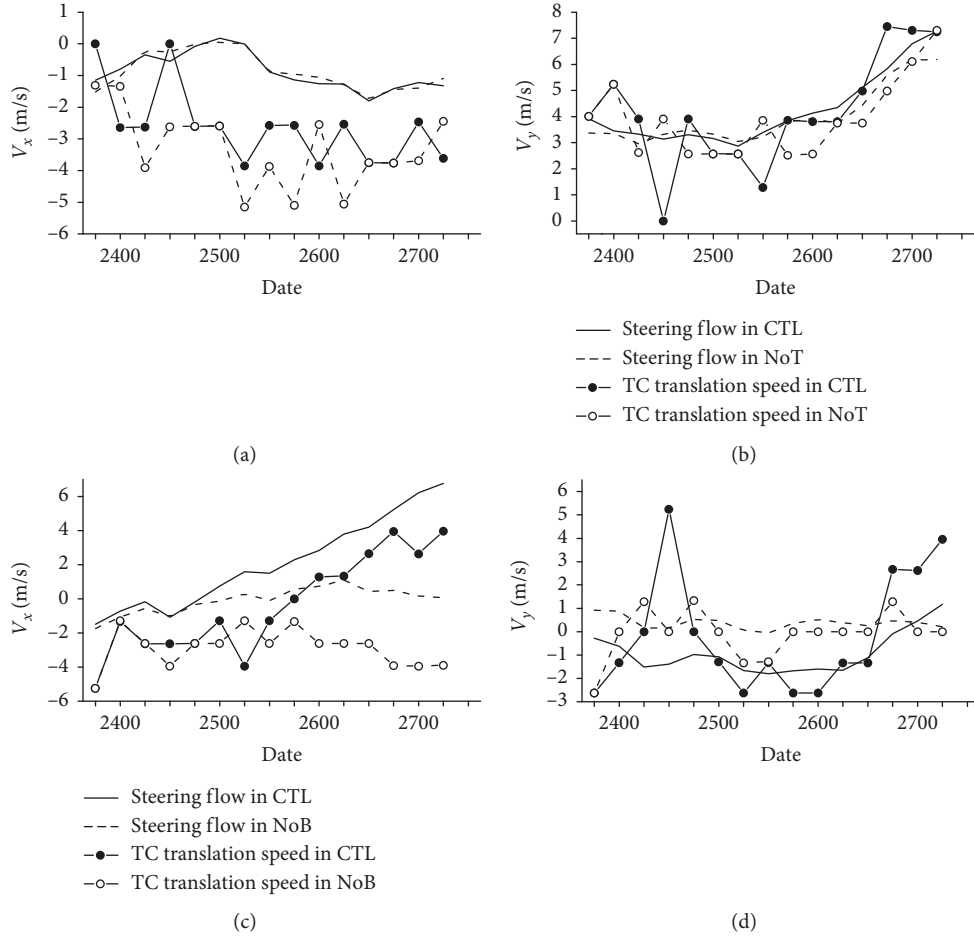 1
0
−1
−2
−3
−4
−5
−6
V_x (m/s)
2400 2500 2600 2700
Date
(a)
8
7
6
5
4
3
2
1
0
V_y (m/s)
2400 2500 2600 2700
Date
Steering flow in CTL
Steering flow in NoT
TC translation speed in CTL
TC translation speed in NoT
(b)
6
4
2
0
−2
−4
−6
V_x (m/s)
2400 2500 2600 2700
Date
Steering flow in CTL
Steering flow in NoB
TC translation speed in CTL
TC translation speed in NoB
(c)
6
5
4
3
2
1
0
−1
−2
−3
V_y (m/s)
2400 2500 2600 2700
Date
(d)